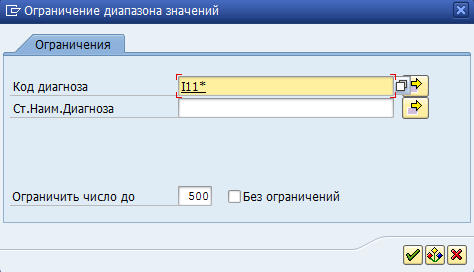 Ограничение диапазона значений
Ограничения
Код диагноза I11*
Ст.Наим.Диагноза
Ограничить число до 500 Без ограничений